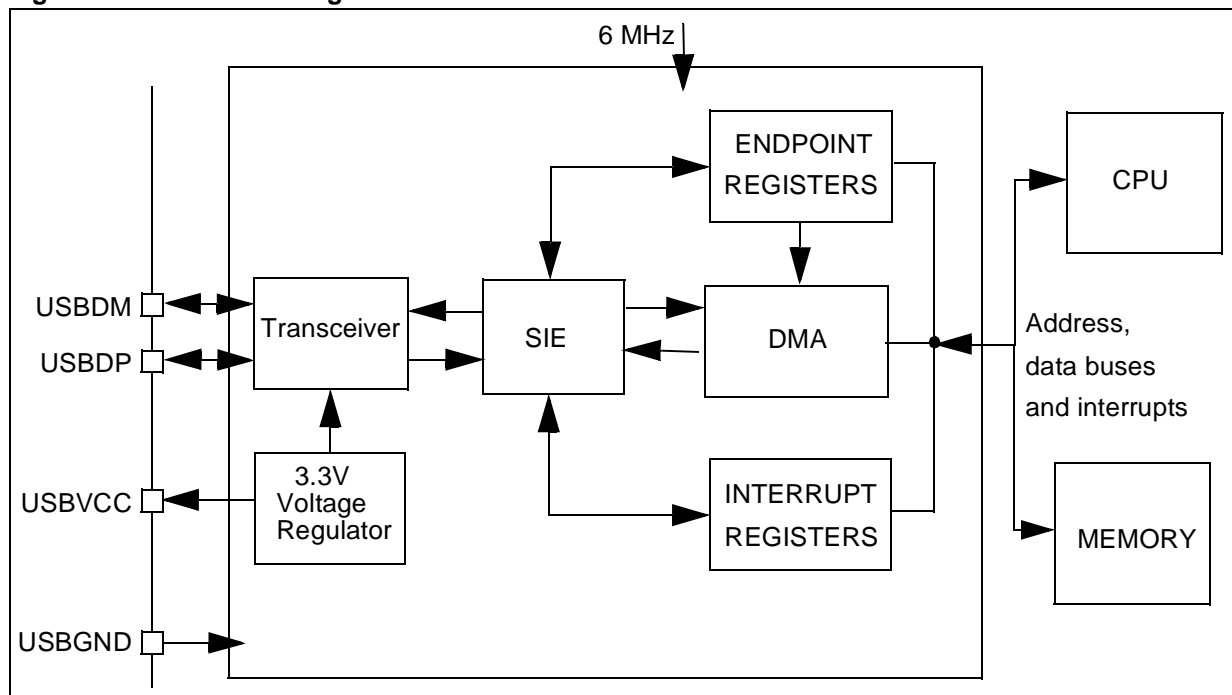 6 MHz
ENDPOINT
REGISTERS
CPU
USBDM
Transceiver
SIE
DMA
Address,
USBDP
data buses
and interrupts
3.3V
Voltage
Regulator
USBVCC
INTERRUPT
REGISTERS
MEMORY
USBGND